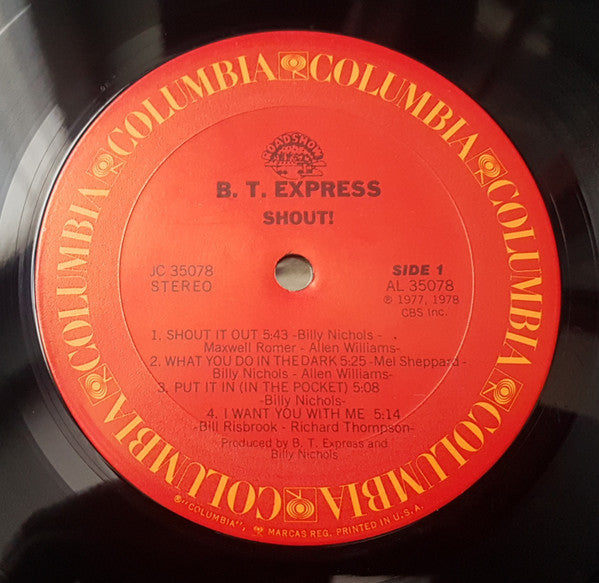 COLUMBIA COLUMBIA COLUMBIA COLUMBIA COLUMBIA COLUMBIA COLUMBIA
ROADSHOW
B. T. EXPRESS
SHOUT!
JC 35078
STEREO
SIDE 1
AL 35078
℗ 1977, 1978
CBS Inc.
1. SHOUT IT OUT 5:43 -Billy Nichols -
Maxwell Romer - Allen Williams-
2. WHAT YOU DO IN THE DARK 5:25 -Mel Sheppard -
Billy Nichols - Allen Williams-
3. PUT IT IN (IN THE POCKET) 5:08
-Billy Nichols-
4. I WANT YOU WITH ME 5:14
-Bill Risbrook - Richard Thompson-
Produced by B. T. Express and
Billy Nichols
®"COLUMBIA", MARCAS REG. PRINTED IN U.S.A.